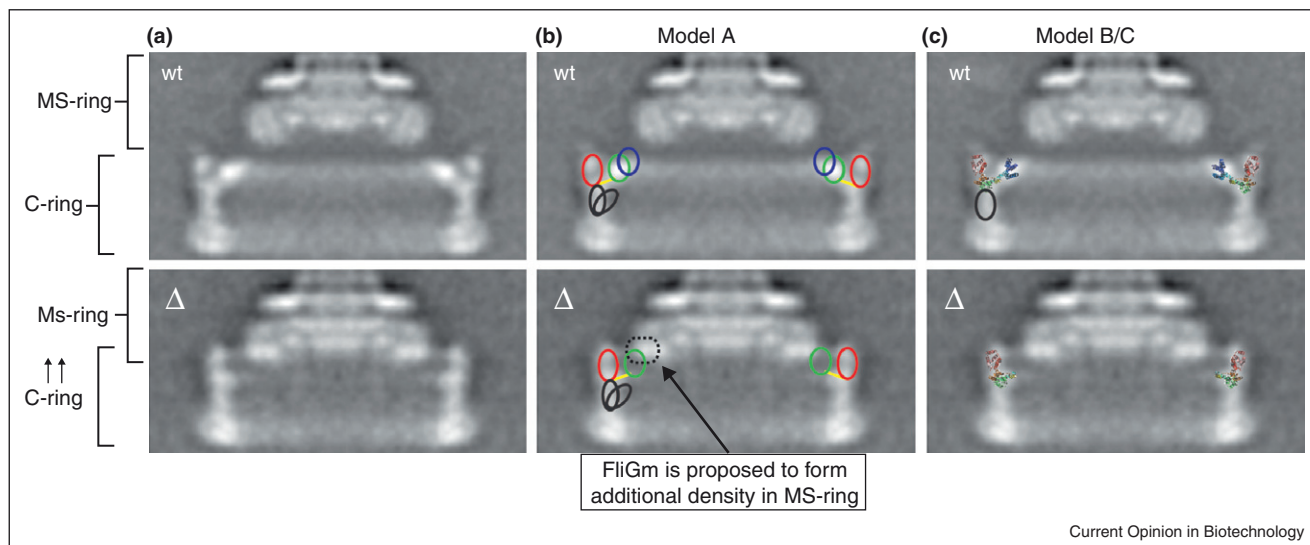 (a)
(b) Model A
(c) Model B/C
MS-ring
C-ring
wt
wt
wt
Ms-ring
C-ring
Δ
Δ
Δ
FliGm is proposed to form
additional density in MS-ring
Current Opinion in Biotechnology